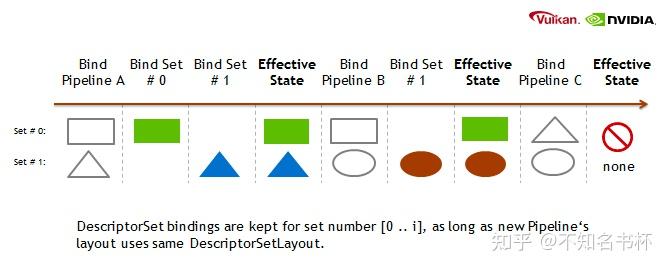 Vulkan. NVIDIA.
Bind Pipeline A
Bind Set # 0
Bind Set # 1
Effective State
Bind Pipeline B
Bind Set # 1
Effective State
Bind Pipeline C
Effective State
Set # 0:
Set # 1:
none
DescriptorSet bindings are kept for set number [0 .. i], as long as new Pipeline's
layout uses same DescriptorSetLayout.
知乎 @不知名书杯